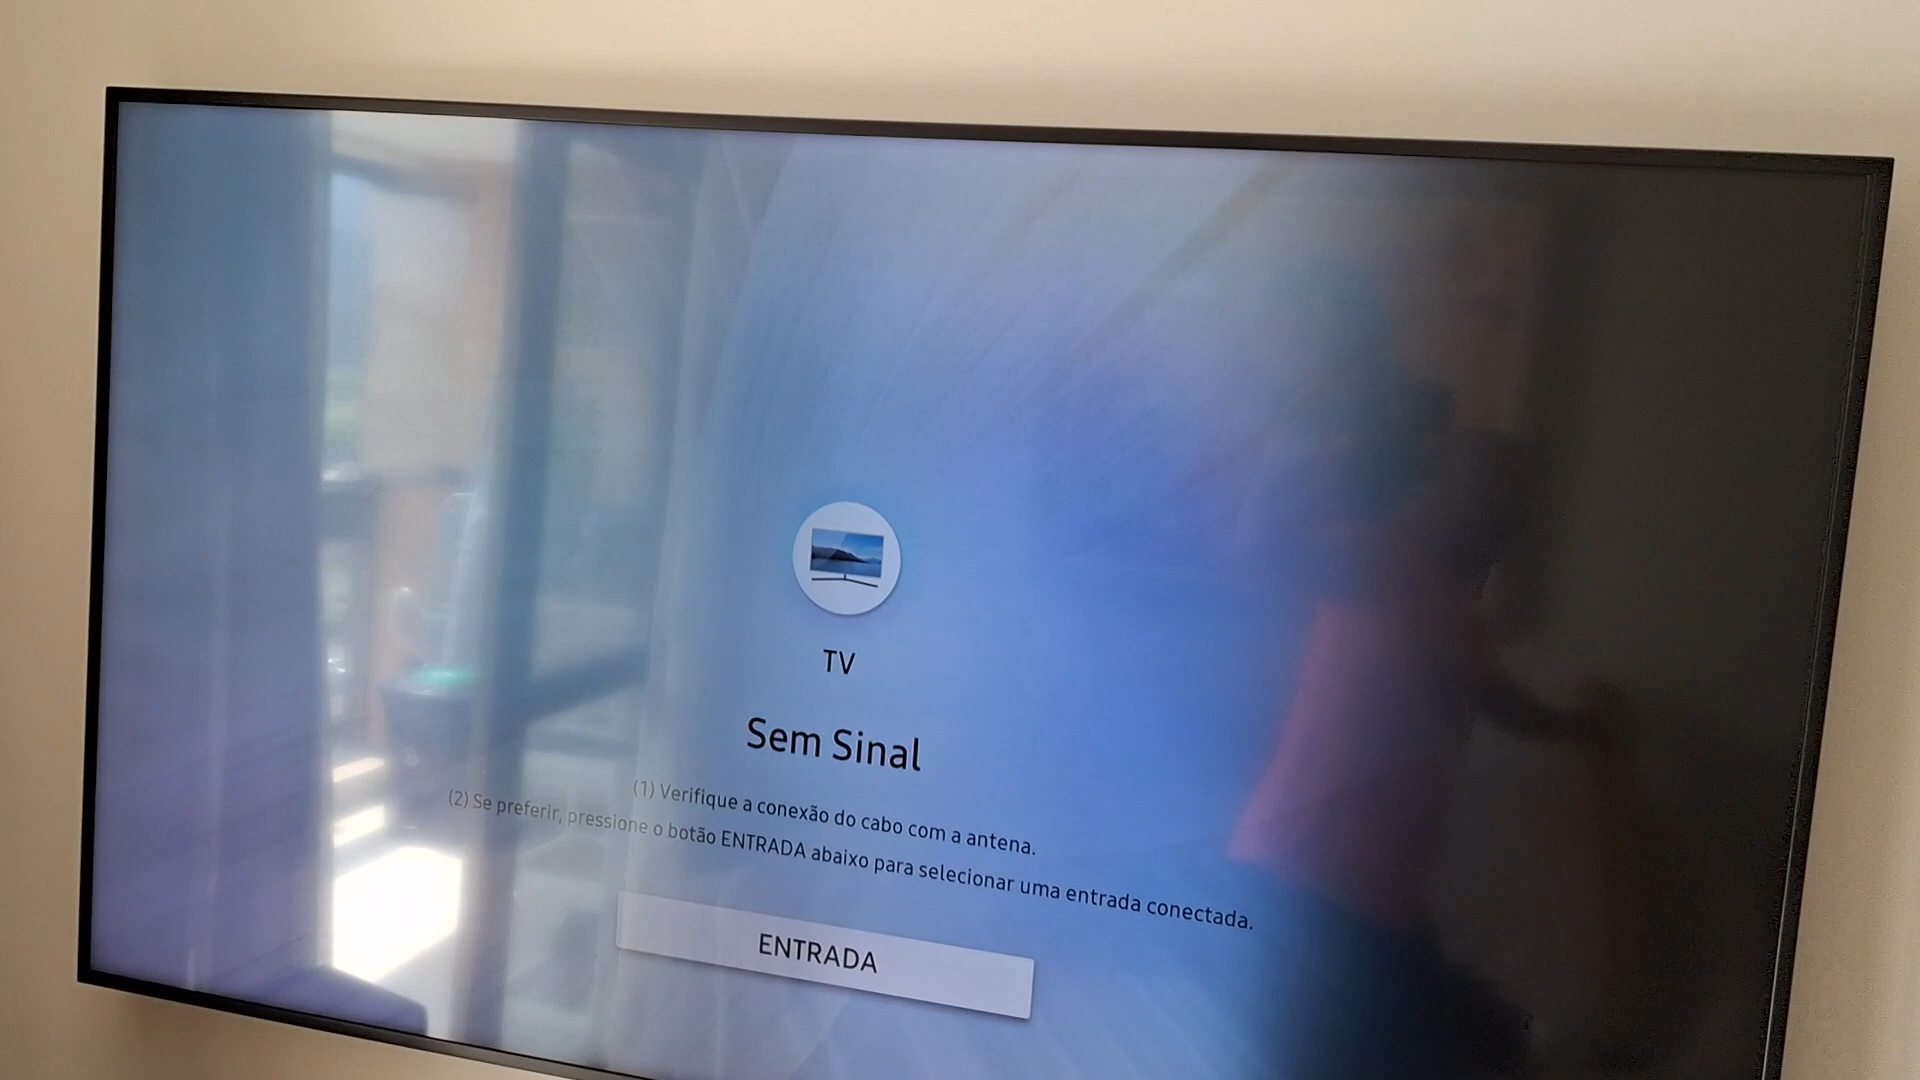 TV
Sem Sinal
(1) Verifique a conexão do cabo com a antena.
(2) Se preferir, pressione o botão ENTRADA abaixo para selecionar uma entrada conectada.
ENTRADA